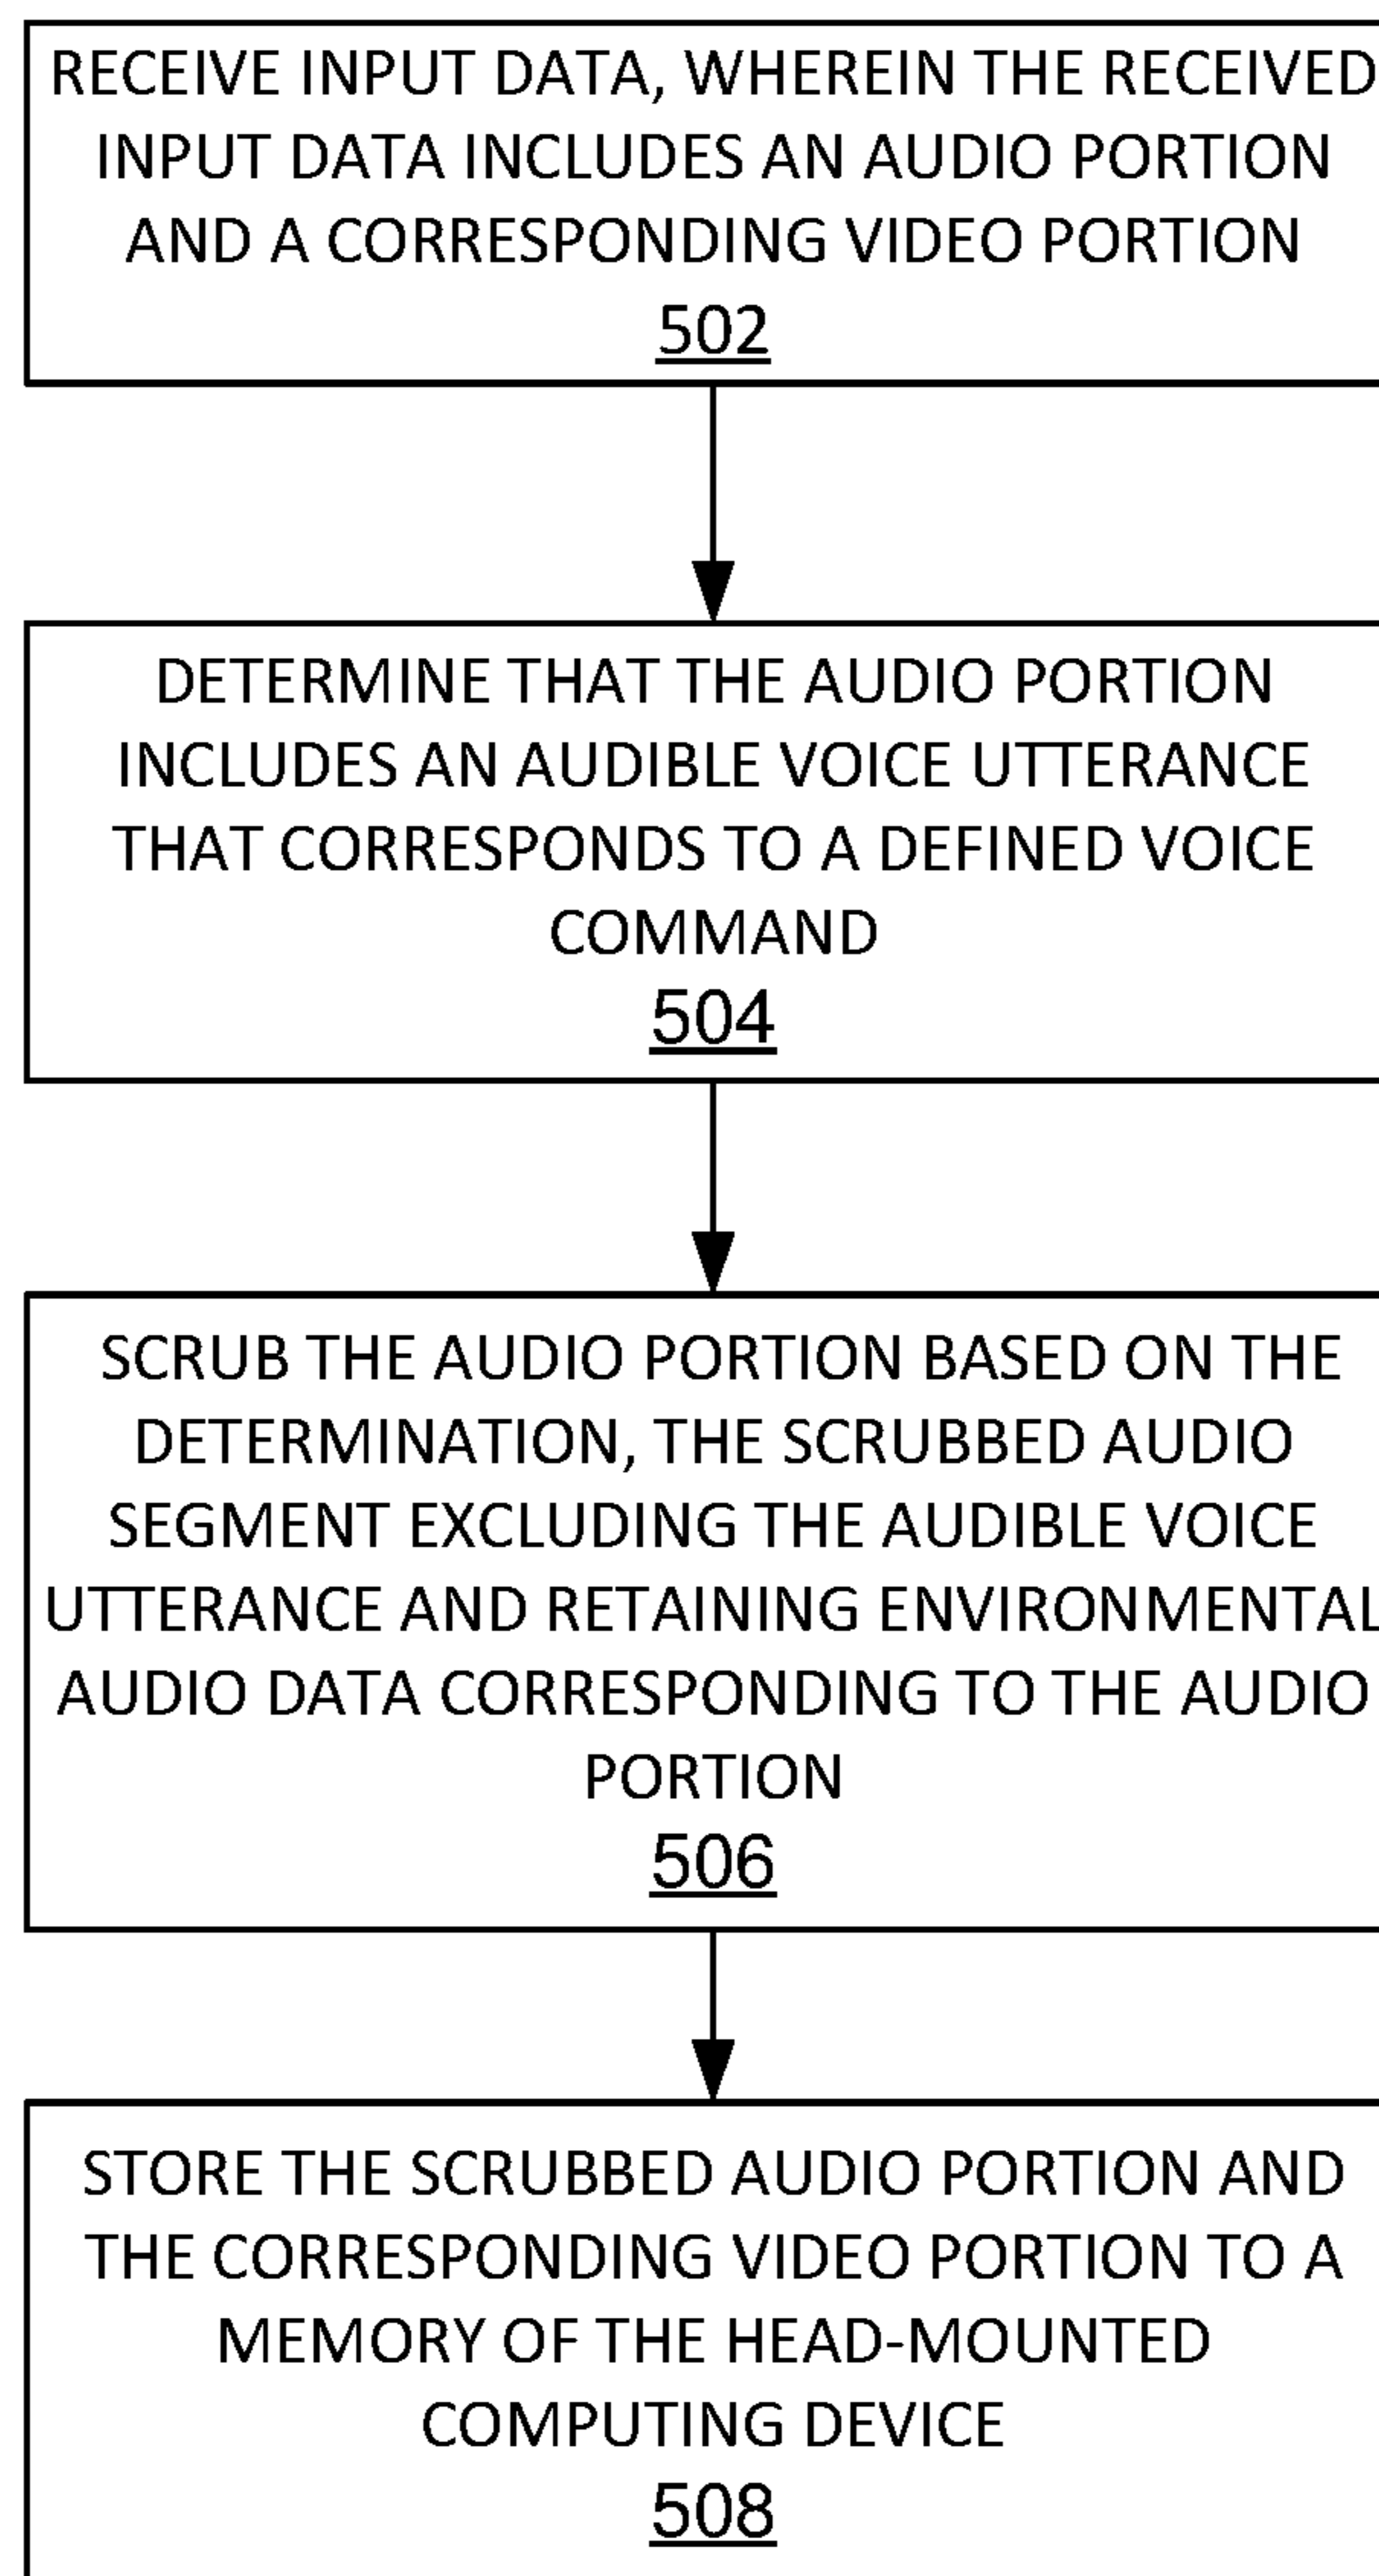 RECEIVE INPUT DATA, WHEREIN THE RECEIVED
INPUT DATA INCLUDES AN AUDIO PORTION
AND A CORRESPONDING VIDEO PORTION
502
DETERMINE THAT THE AUDIO PORTION
INCLUDES AN AUDIBLE VOICE UTTERANCE
THAT CORRESPONDS TO A DEFINED VOICE
COMMAND
504
SCRUB THE AUDIO PORTION BASED ON THE
DETERMINATION, THE SCRUBBED AUDIO
SEGMENT EXCLUDING THE AUDIBLE VOICE
UTTERANCE AND RETAINING ENVIRONMENTAL
AUDIO DATA CORRESPONDING TO THE AUDIO
PORTION
506
STORE THE SCRUBBED AUDIO PORTION AND
THE CORRESPONDING VIDEO PORTION TO A
MEMORY OF THE HEAD-MOUNTED
COMPUTING DEVICE
508